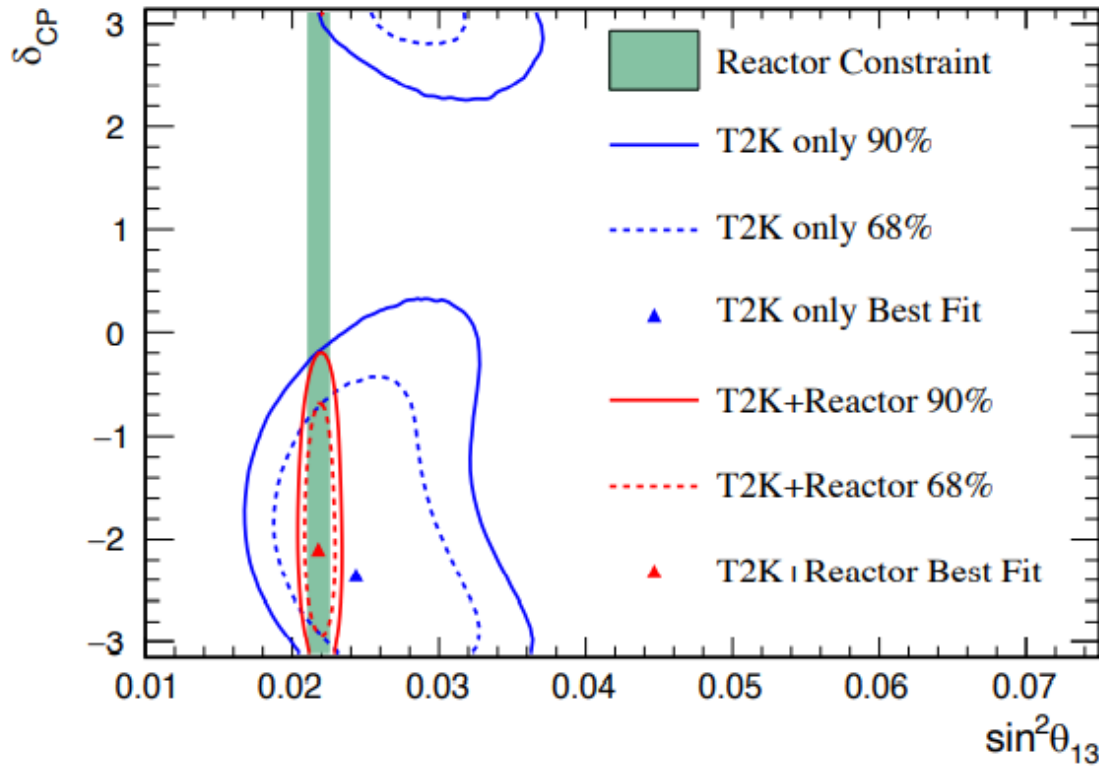 δCP
3
2
1
0
−1
−2
−3
0.01 0.02 0.03 0.04 0.05 0.06 0.07
sin²θ13
Reactor Constraint
T2K only 90%
T2K only 68%
T2K only Best Fit
T2K+Reactor 90%
T2K+Reactor 68%
T2K ı Reactor Best Fit